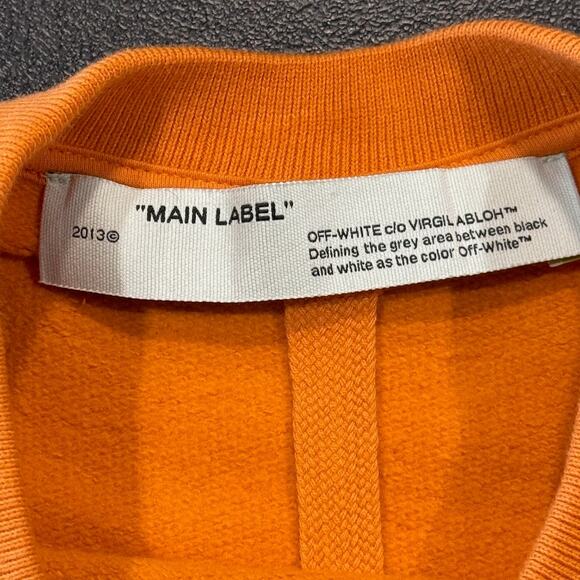 2013©
"MAIN LABEL"
OFF-WHITE c/o VIRGIL ABLOH™
Defining the grey area between black
and white as the color Off-White™